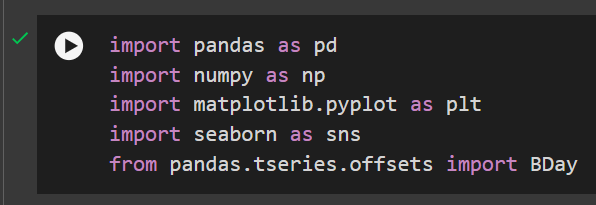 import pandas as pd
import numpy as np
import matplotlib.pyplot as plt
import seaborn as sns
from pandas.tseries.offsets import BDay